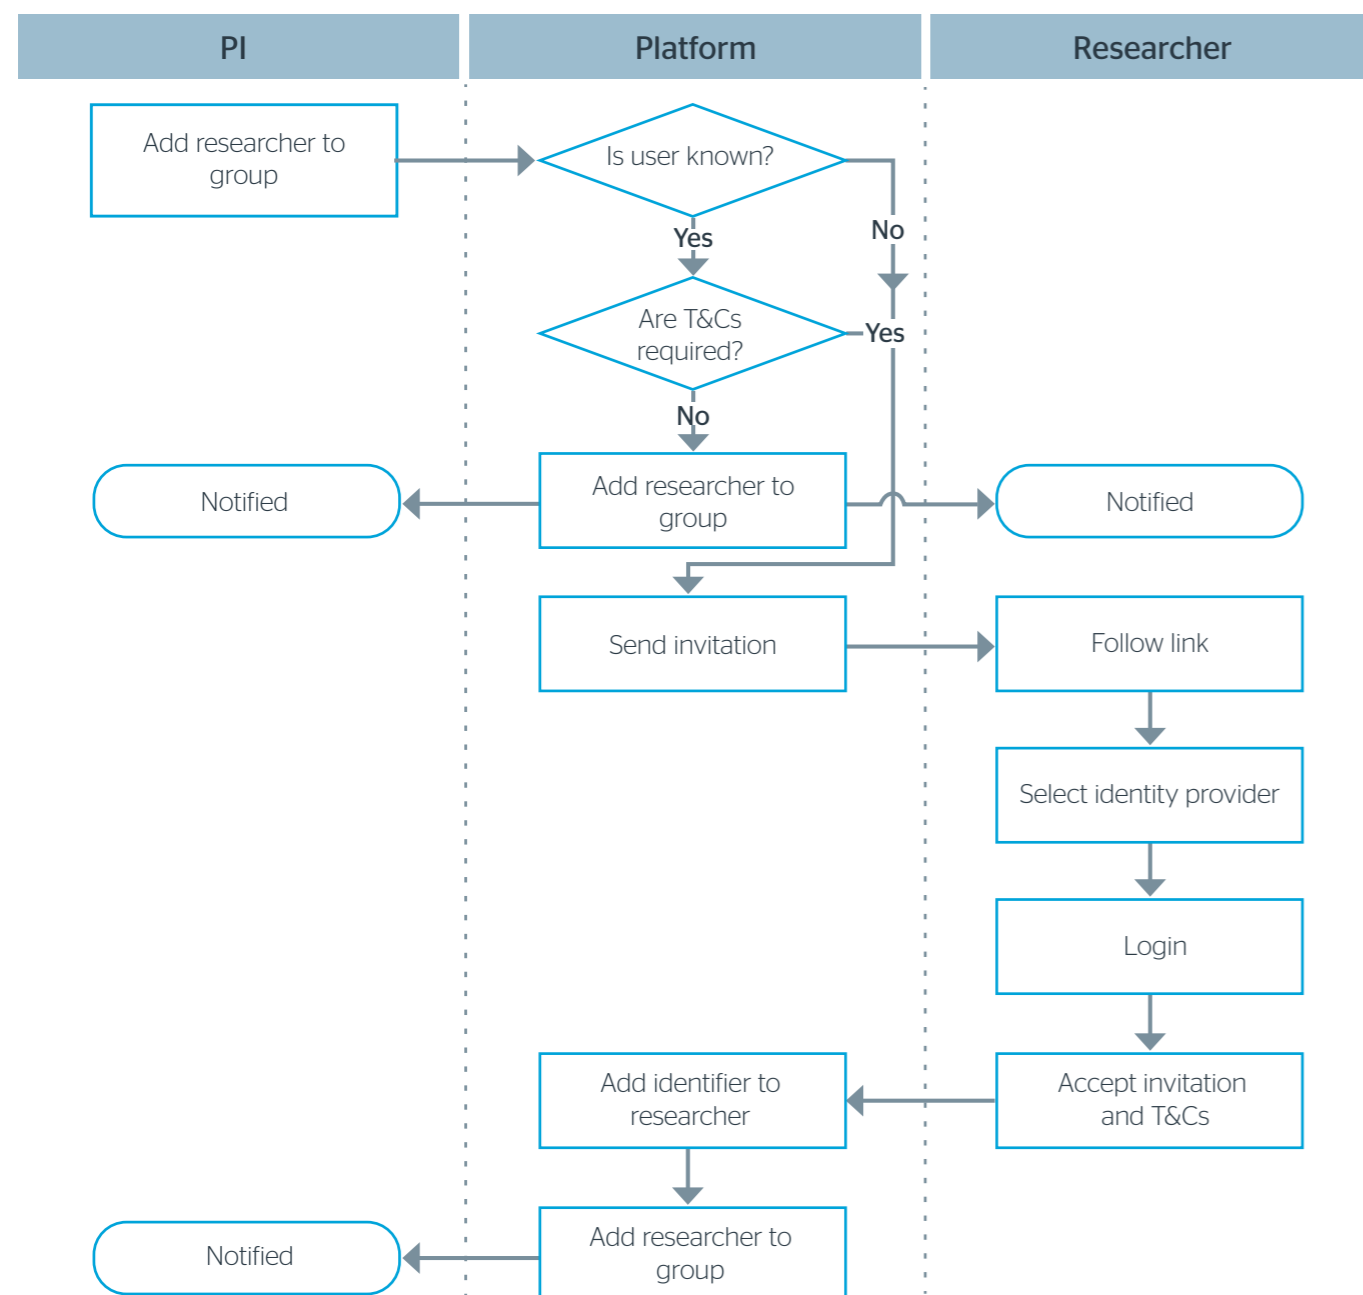 PI
Platform
Researcher
Add researcher to
group
Is user known?
Yes
No
Are T&Cs
required?
Yes
No
Notified
Add researcher to
group
Notified
Send invitation
Follow link
Select identity provider
Login
Add identifier to
researcher
Accept invitation
and T&Cs
Notified
Add researcher to
group